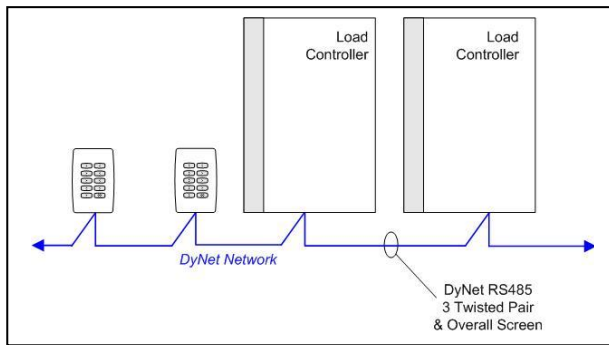 Load
Controller
Load
Controller
DyNet Network
DyNet RS485
3 Twisted Pair
& Overall Screen